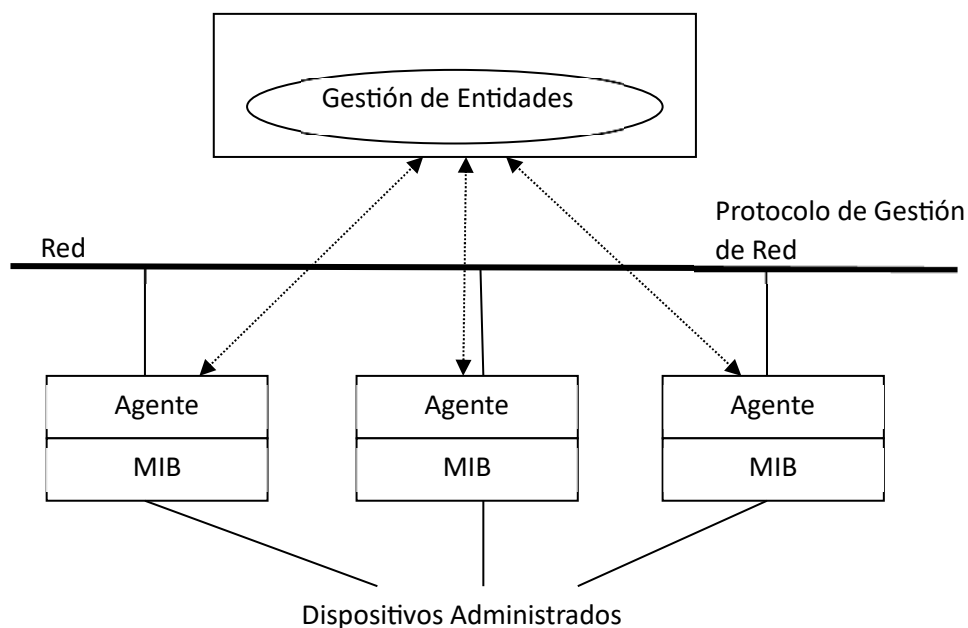 Gestión de Entidades
Protocolo de Gestión
de Red
Red
Agente
Agente
Agente
MIB
MIB
MIB
Dispositivos Administrados